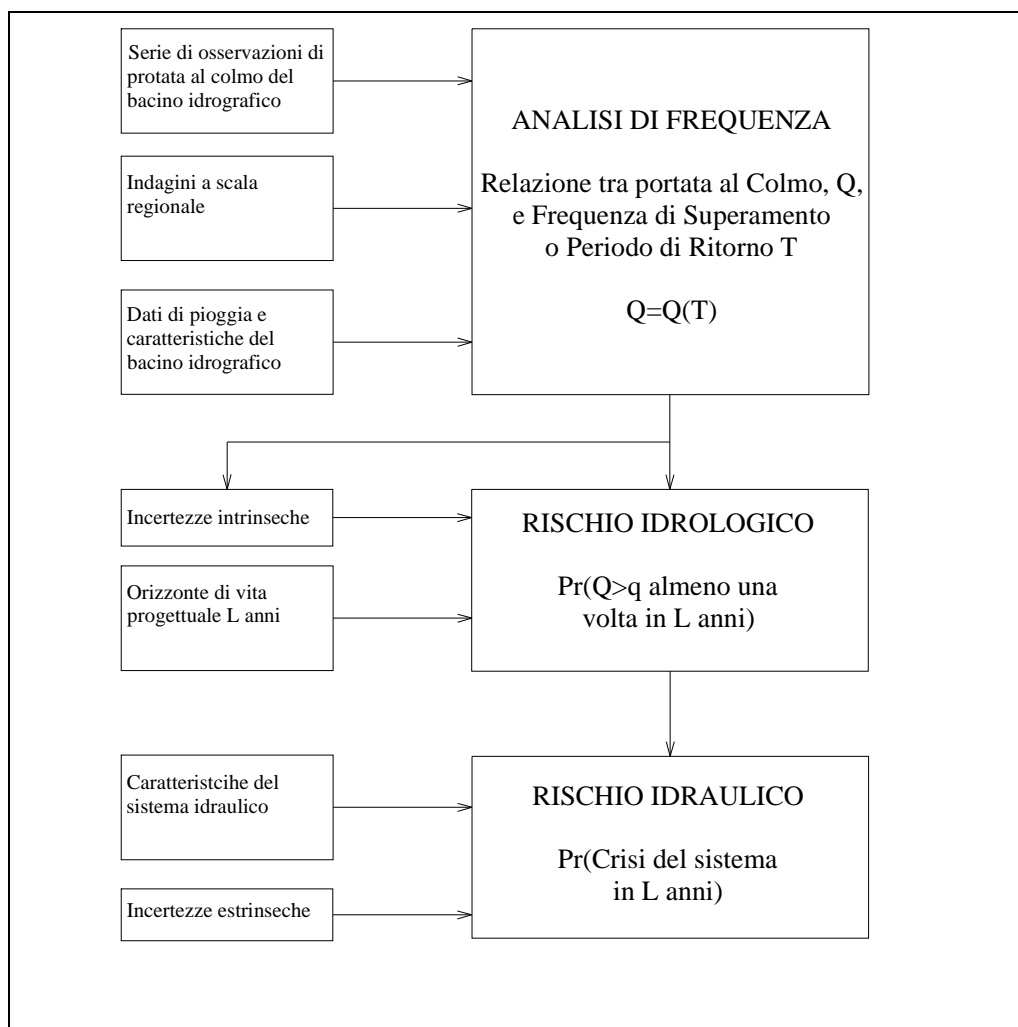 Serie di osservazioni di
protata al colmo del
bacino idrografico
Indagini a scala
regionale
Dati di pioggia e
caratteristiche del
bacino idrografico
ANALISI DI FREQUENZA
Relazione tra portata al Colmo, Q,
e Frequenza di Superamento
o Periodo di Ritorno T
Q=Q(T)
Incertezze intrinseche
Orizzonte di vita
progettuale L anni
RISCHIO IDROLOGICO
Pr(Q>q almeno una
volta in L anni)
Caratteristcihe del
sistema idraulico
Incertezze estrinseche
RISCHIO IDRAULICO
Pr(Crisi del sistema
in L anni)